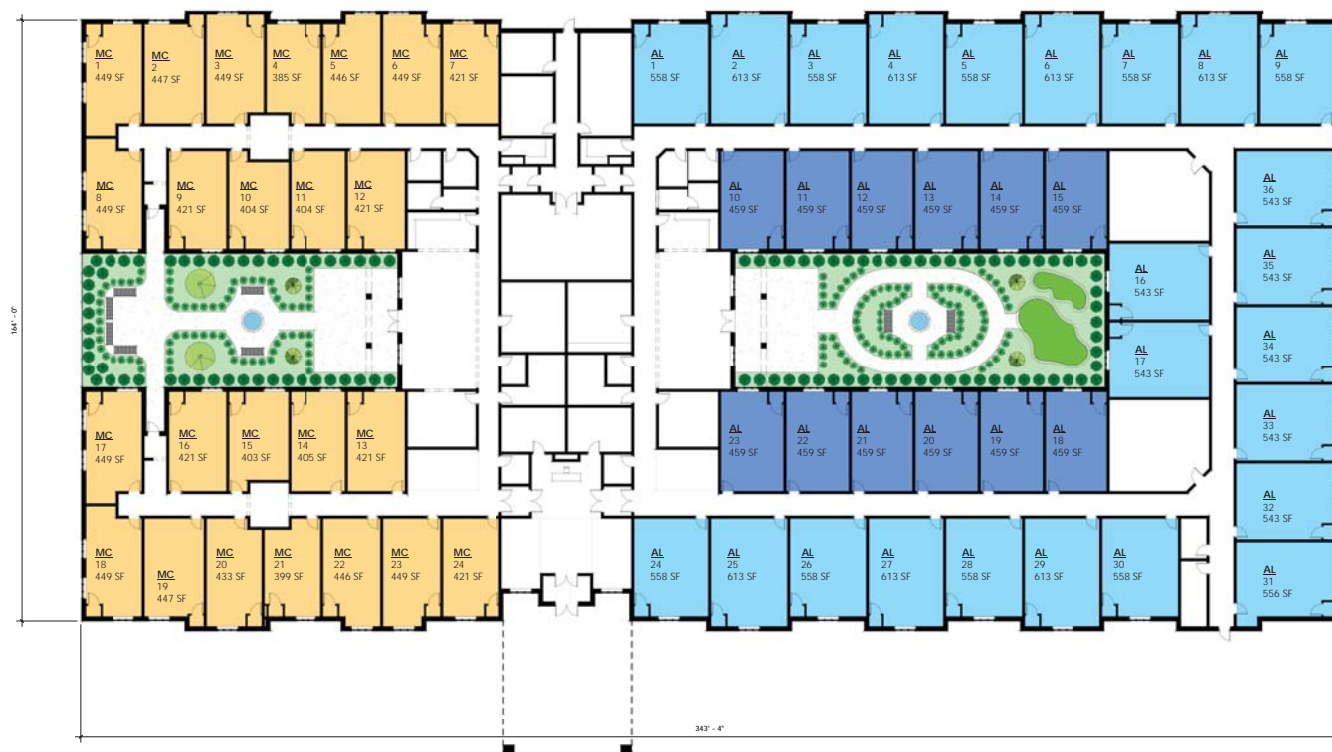 MC
1
449 SF
MC
2
447 SF
MC
3
449 SF
MC
4
385 SF
MC
5
446 SF
MC
6
449 SF
MC
7
421 SF
AL
1
558 SF
AL
2
613 SF
AL
3
558 SF
AL
4
613 SF
AL
5
558 SF
AL
6
613 SF
AL
7
558 SF
AL
8
613 SF
AL
9
558 SF
MC
8
449 SF
MC
9
421 SF
MC
10
404 SF
MC
11
404 SF
MC
12
421 SF
AL
10
459 SF
AL
11
459 SF
AL
12
459 SF
AL
13
459 SF
AL
14
459 SF
AL
15
459 SF
AL
36
543 SF
AL
35
543 SF
AL
16
543 SF
AL
34
543 SF
AL
17
543 SF
164' - 0"
MC
17
449 SF
MC
16
421 SF
MC
15
403 SF
MC
14
405 SF
MC
13
421 SF
AL
23
459 SF
AL
22
459 SF
AL
21
459 SF
AL
20
459 SF
AL
19
459 SF
AL
18
459 SF
AL
33
543 SF
AL
32
543 SF
MC
18
449 SF
MC
19
447 SF
MC
20
433 SF
MC
21
399 SF
MC
22
446 SF
MC
23
449 SF
MC
24
421 SF
AL
24
558 SF
AL
25
613 SF
AL
26
558 SF
AL
27
613 SF
AL
28
558 SF
AL
29
613 SF
AL
30
558 SF
AL
31
556 SF
343' - 4"